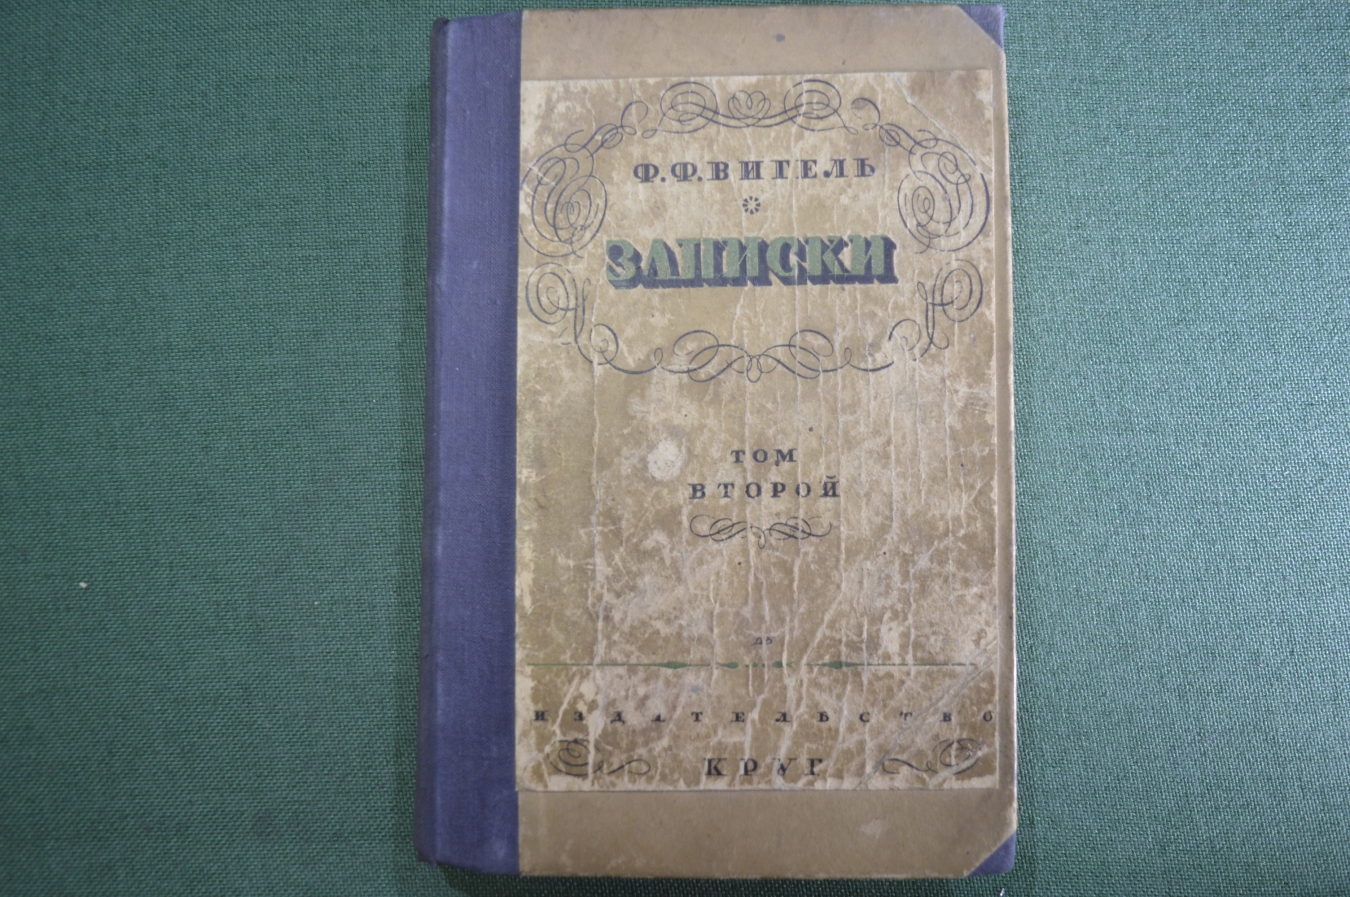 Ф.Ф.ВИГЕЛЬ
ЗАПИСКИ
ТОМ
ВТОРОЙ
ИЗДАТЕЛЬСТВО
КРУГ